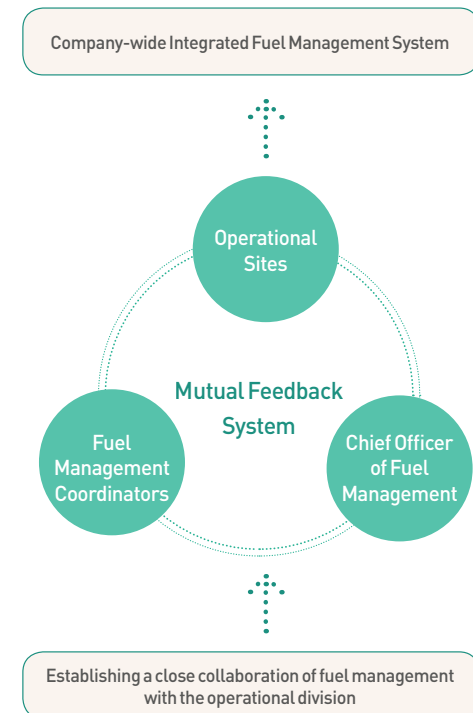 Company-wide Integrated Fuel Management System
Operational
Sites
Mutual Feedback
System
Fuel
Management
Coordinators
Chief Officer
of Fuel
Management
Establishing a close collaboration of fuel management
with the operational division